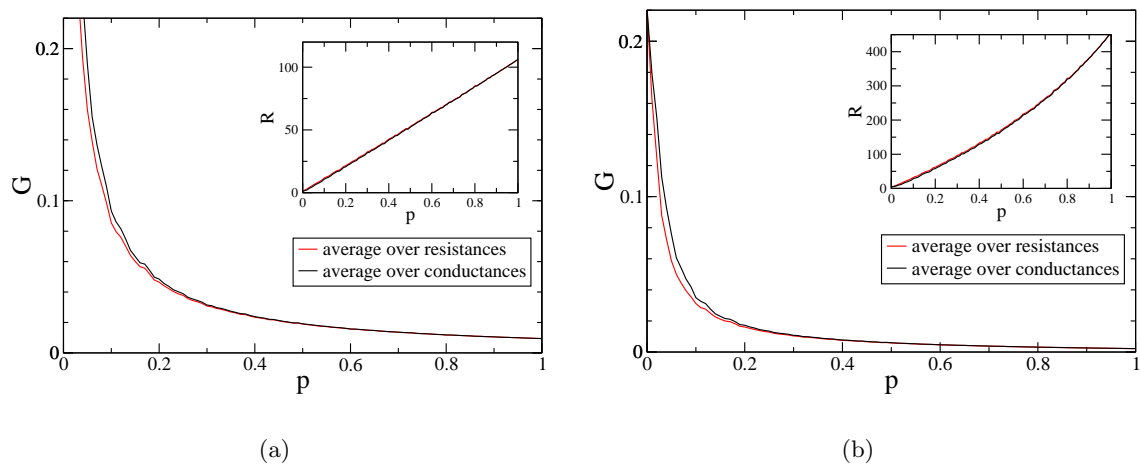 0.2
0.1
0
G
0 0.2 0.4 0.6 0.8 1
p
100
50
0
R
0 0.2 0.4 0.6 0.8 1
p
average over resistances
average over conductances
(a)
0.2
0.1
0
G
0 0.2 0.4 0.6 0.8 1
p
400
300
200
100
0
R
0 0.2 0.4 0.6 0.8 1
p
average over resistances
average over conductances
(b)